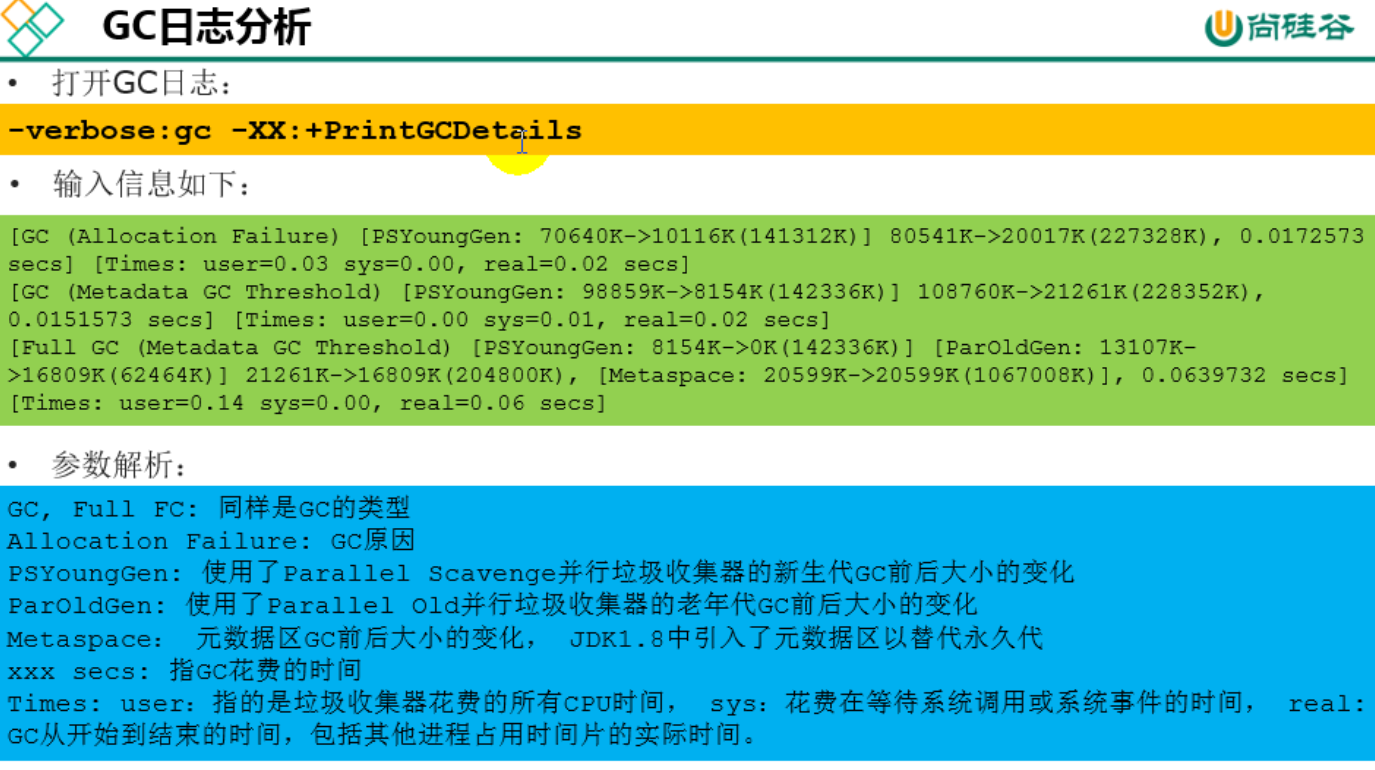 GC日志分析
尚硅谷
• 打开GC日志：
-verbose:gc -XX:+PrintGCDetails
• 输入信息如下：
[GC (Allocation Failure) [PSYoungGen: 70640K->10116K(141312K)] 80541K->20017K(227328K), 0.0172573
secs] [Times: user=0.03 sys=0.00, real=0.02 secs]
[GC (Metadata GC Threshold) [PSYoungGen: 98859K->8154K(142336K)] 108760K->21261K(228352K),
0.0151573 secs] [Times: user=0.00 sys=0.01, real=0.02 secs]
[Full GC (Metadata GC Threshold) [PSYoungGen: 8154K->0K(142336K)] [ParOldGen: 13107K-
>16809K(62464K)] 21261K->16809K(204800K), [Metaspace: 20599K->20599K(1067008K)], 0.0639732 secs]
[Times: user=0.14 sys=0.00, real=0.06 secs]
• 参数解析：
GC, Full FC: 同样是GC的类型
Allocation Failure: GC原因
PSYoungGen: 使用了Parallel Scavenge并行垃圾收集器的新生代GC前后大小的变化
ParOldGen: 使用了Parallel Old并行垃圾收集器的老年代GC前后大小的变化
Metaspace： 元数据区GC前后大小的变化， JDK1.8中引入了元数据区以替代永久代
xxx secs: 指GC花费的时间
Times: user：指的是垃圾收集器花费的所有CPU时间， sys：花费在等待系统调用或系统事件的时间， real:
GC从开始到结束的时间，包括其他进程占用时间片的实际时间。